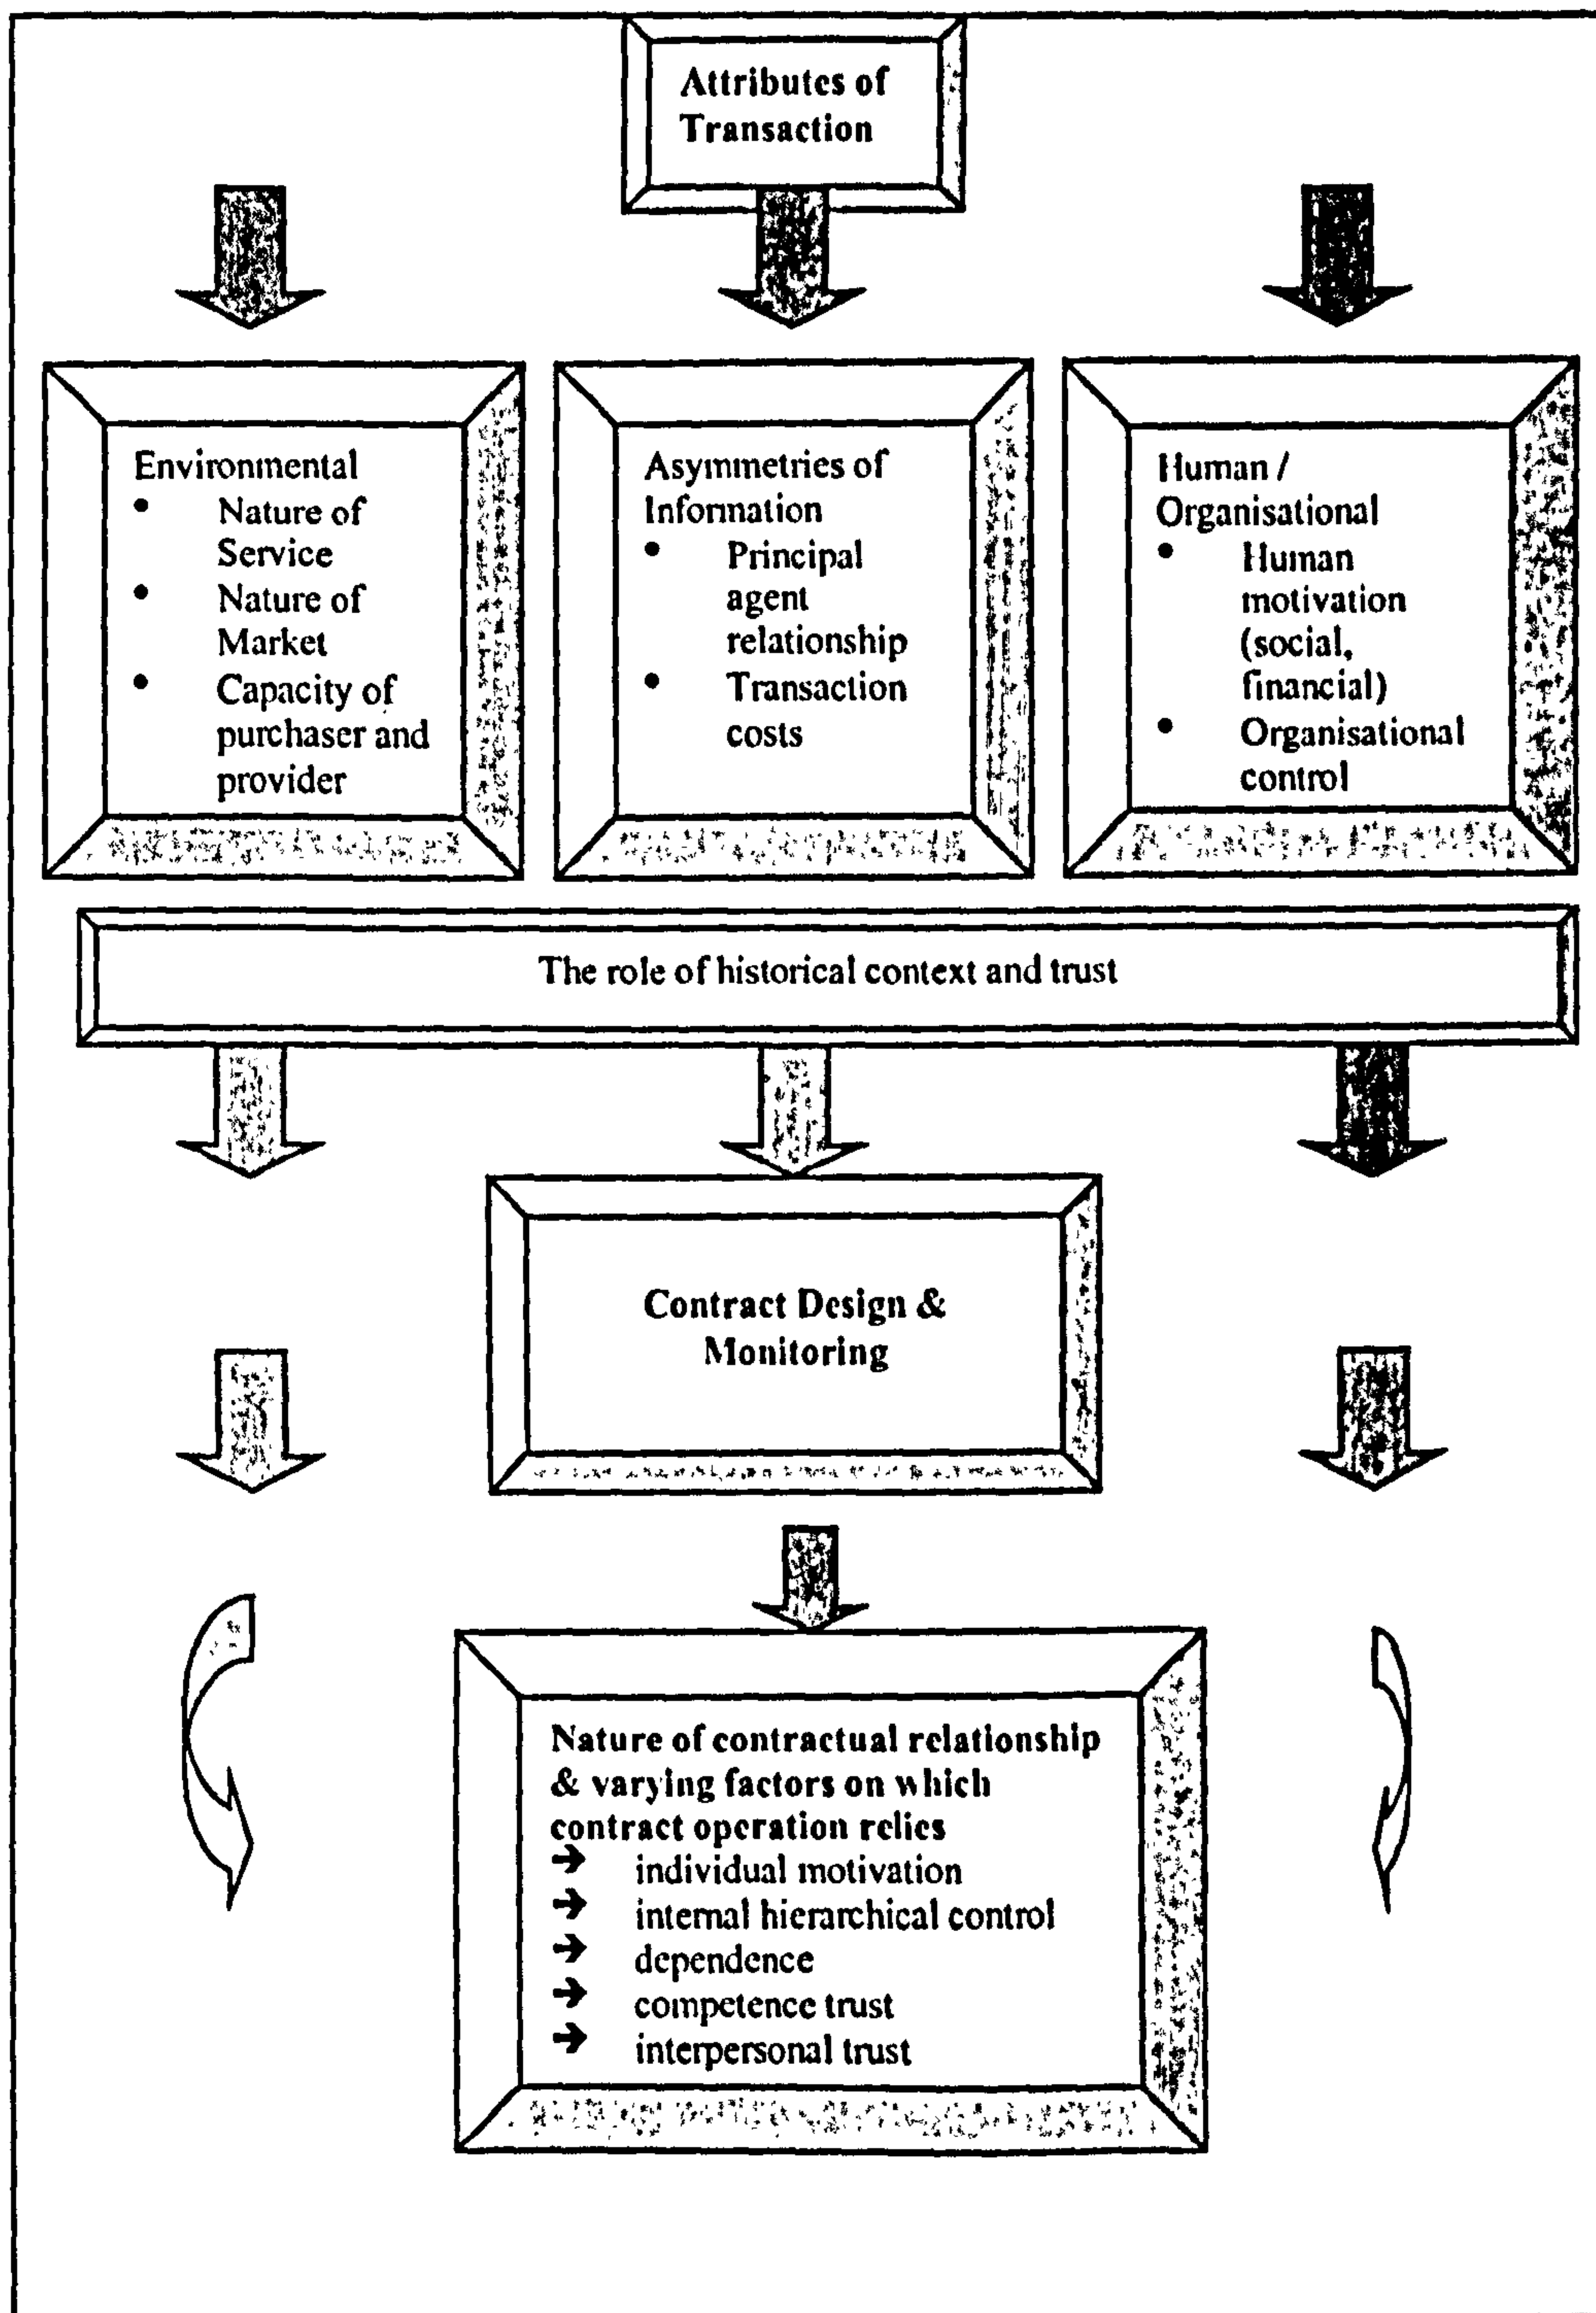 Attributes of
Transaction
Environmental
• Nature of
Service
• Nature of
Market
• Capacity of
purchaser and
provider
Asymmetries of
Information
• Principal
agent
relationship
• Transaction
costs
Human /
Organisational
• Human
motivation
(social,
financial)
• Organisational
control
The role of historical context and trust
Contract Design &
Monitoring
Nature of contractual relationship
& varying factors on which
contract operation relies
→ individual motivation
→ internal hierarchical control
→ dependence
→ competence trust
→ interpersonal trust